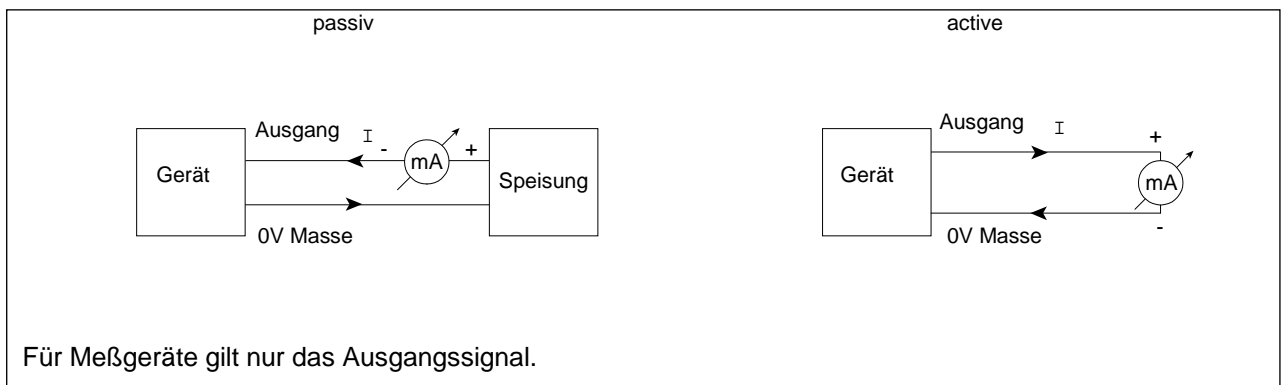 passiv
active
Ausgang I - mA +
Gerät
Speisung
0V Masse
Ausgang I +
Gerät
mA
0V Masse -
Für Meßgeräte gilt nur das Ausgangssignal.